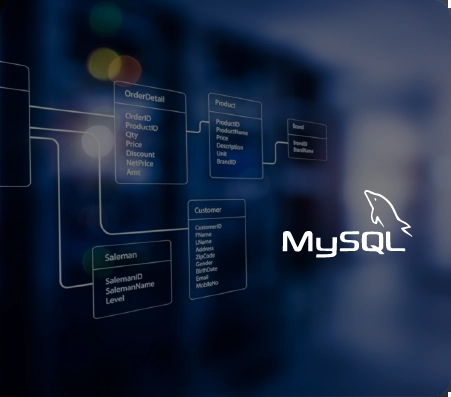 OrderDetail
OrderID
ProductID
Qty
Price
Discount
NetPrice
Amt
Product
ProductID
ProductName
Price
Description
Unit
BrandID
Brand
BrandID
BrandName
Customer
CustomerID
FName
LName
Address
ZipCode
Gender
BirthDate
Email
MobileNo
Saleman
SalemanID
SalemanName
Level
MySQL